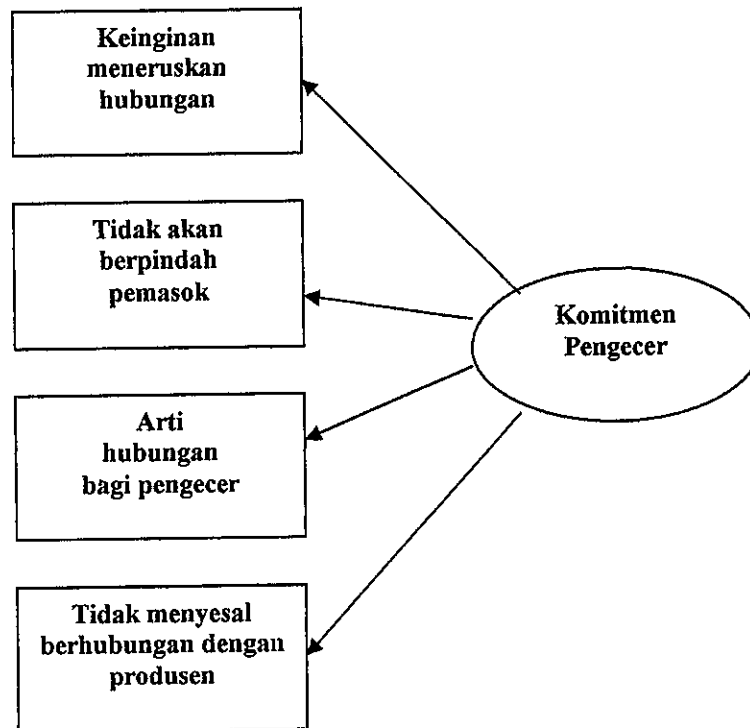 Keinginan
meneruskan
hubungan
Tidak akan
berpindah
pemasok
Komitmen
Pengecer
Arti
hubungan
bagi pengecer
Tidak menyesal
berhubungan dengan
produsen